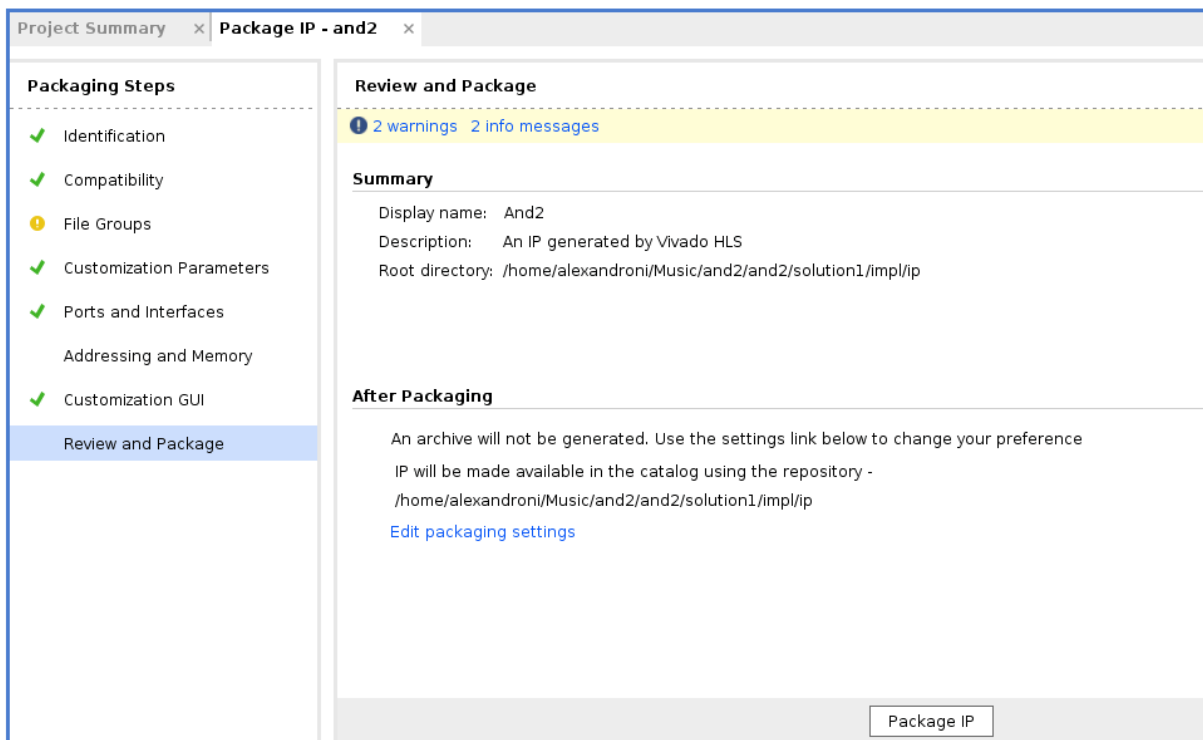 Project Summary × Package IP - and2 ×
Packaging Steps
Identification
Compatibility
File Groups
Customization Parameters
Ports and Interfaces
Addressing and Memory
Customization GUI
Review and Package
Review and Package
2 warnings 2 info messages
Summary
Display name: And2
Description: An IP generated by Vivado HLS
Root directory: /home/alexandroni/Music/and2/and2/solution1/impl/ip
After Packaging
An archive will not be generated. Use the settings link below to change your preference
IP will be made available in the catalog using the repository -
/home/alexandroni/Music/and2/and2/solution1/impl/ip
Edit packaging settings
Package IP